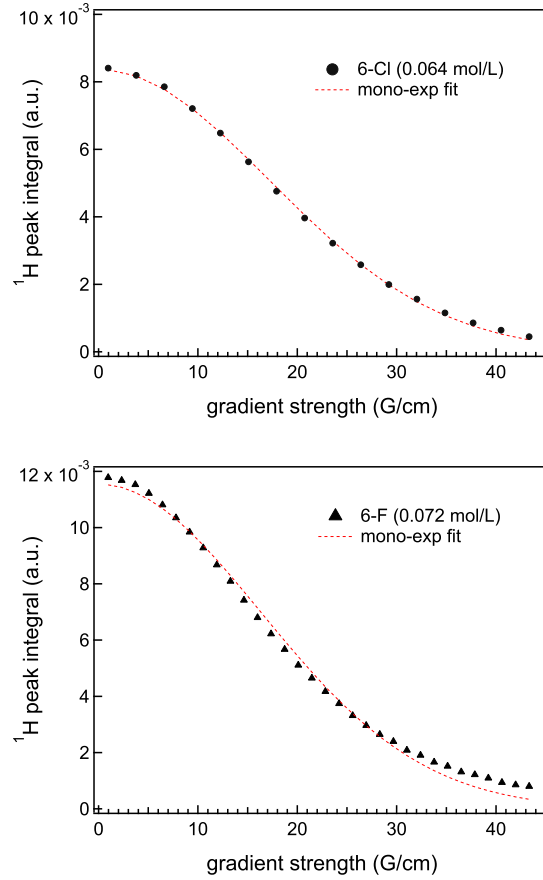 10 x 10-3
8
6
4
2
0
1H peak integral (a.u.)
6-Cl (0.064 mol/L)
mono-exp fit
0 10 20 30 40
gradient strength (G/cm)
12 x 10-3
10
8
6
4
2
0
1H peak integral (a.u.)
6-F (0.072 mol/L)
mono-exp fit
0 10 20 30 40
gradient strength (G/cm)